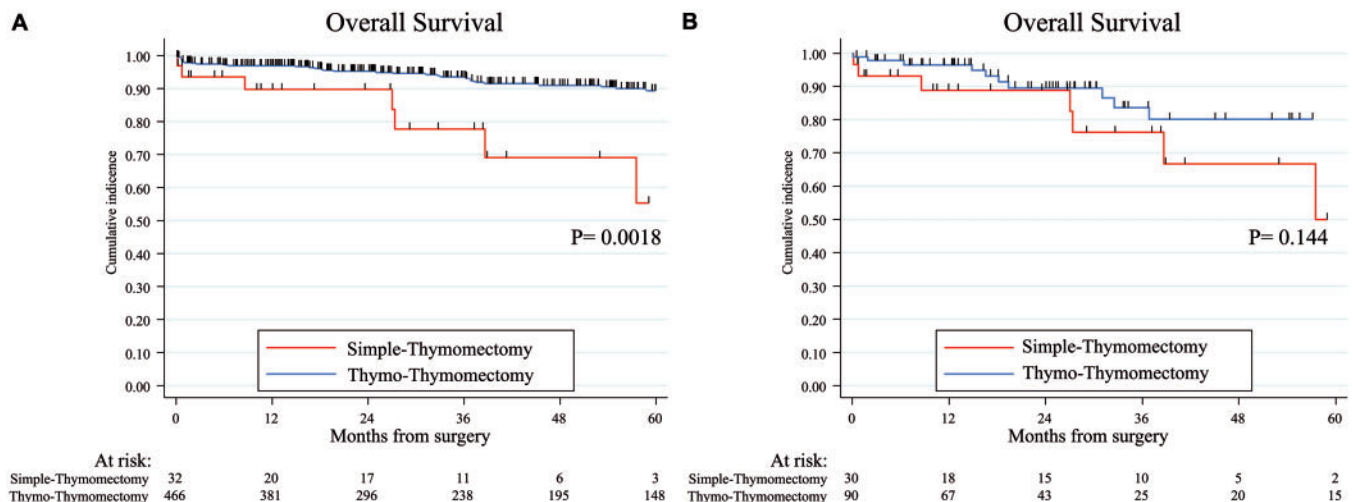 A
Overall Survival
1.00
0.90
0.80
0.70
0.60
0.50
0.40
0.30
0.20
0.10
0.00
Cumulative indicence
P= 0.0018
Simple-Thymomectomy
Thymo-Thymomectomy
0 12 24 36 48 60
Months from surgery
At risk:
Simple-Thymomectomy 32 20 17 11 6 3
Thymo-Thymomectomy 466 381 296 238 195 148
B
Overall Survival
1.00
0.90
0.80
0.70
0.60
0.50
0.40
0.30
0.20
0.10
0.00
Cumulative indicence
P= 0.144
Simple-Thymomectomy
Thymo-Thymomectomy
0 12 24 36 48 60
Months from surgery
At risk:
Simple-Thymomectomy 30 18 15 10 5 2
Thymo-Thymomectomy 90 67 43 25 20 15